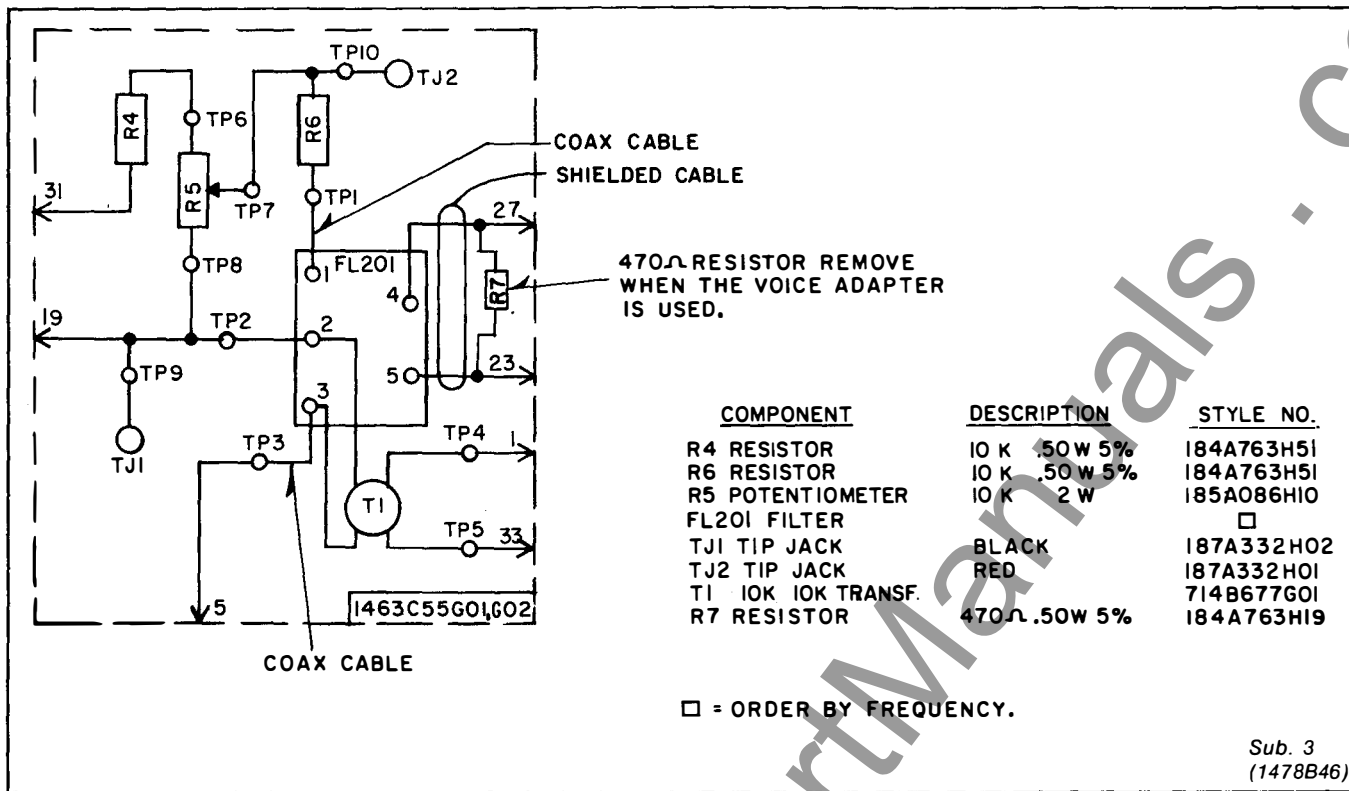 TP10
TJ2
R4
TP6
R6
COAX CABLE
SHIELDED CABLE
31
R5
TP7
TP1
27
TP8
FL201
1
4
R7
470Ω RESISTOR REMOVE
WHEN THE VOICE ADAPTER
IS USED.
19
TP2
2
TP9
5
23
3
TJ1
TP3
TP4
1
T1
TP5
33
5
1463C55G01,G02
COAX CABLE
COMPONENT DESCRIPTION STYLE NO.
R4 RESISTOR 10 K .50W 5% 184A763H51
R6 RESISTOR 10 K .50W 5% 184A763H51
R5 POTENTIOMETER 10 K 2 W 185A086H10
FL201 FILTER □
TJ1 TIP JACK BLACK 187A332H02
TJ2 TIP JACK RED 187A332H01
T1 10K 10K TRANSF. 714B677G01
R7 RESISTOR 470Ω .50W 5% 184A763H19
□ = ORDER BY FREQUENCY.
Sub. 3
(1478B46)
rtManuals . c